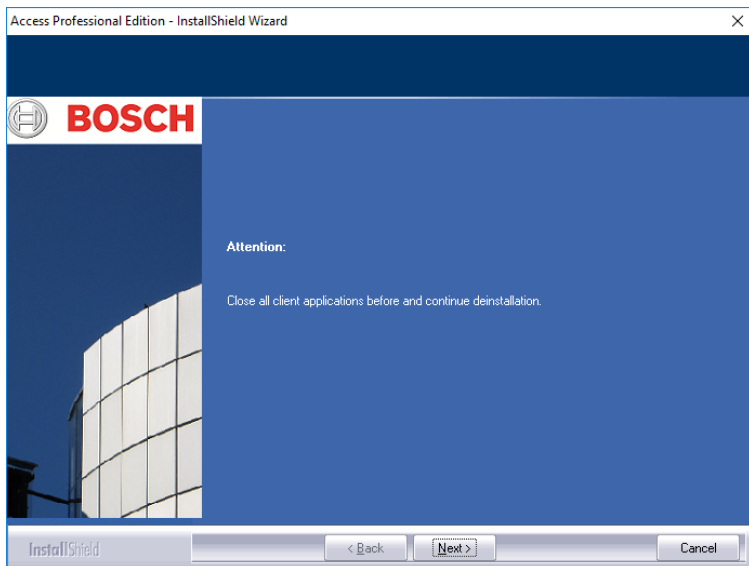 Access Professional Edition - InstallShield Wizard
BOSCH
Attention:
Close all client applications before and continue deinstallation.
InstallShield
< Back
Next >
Cancel